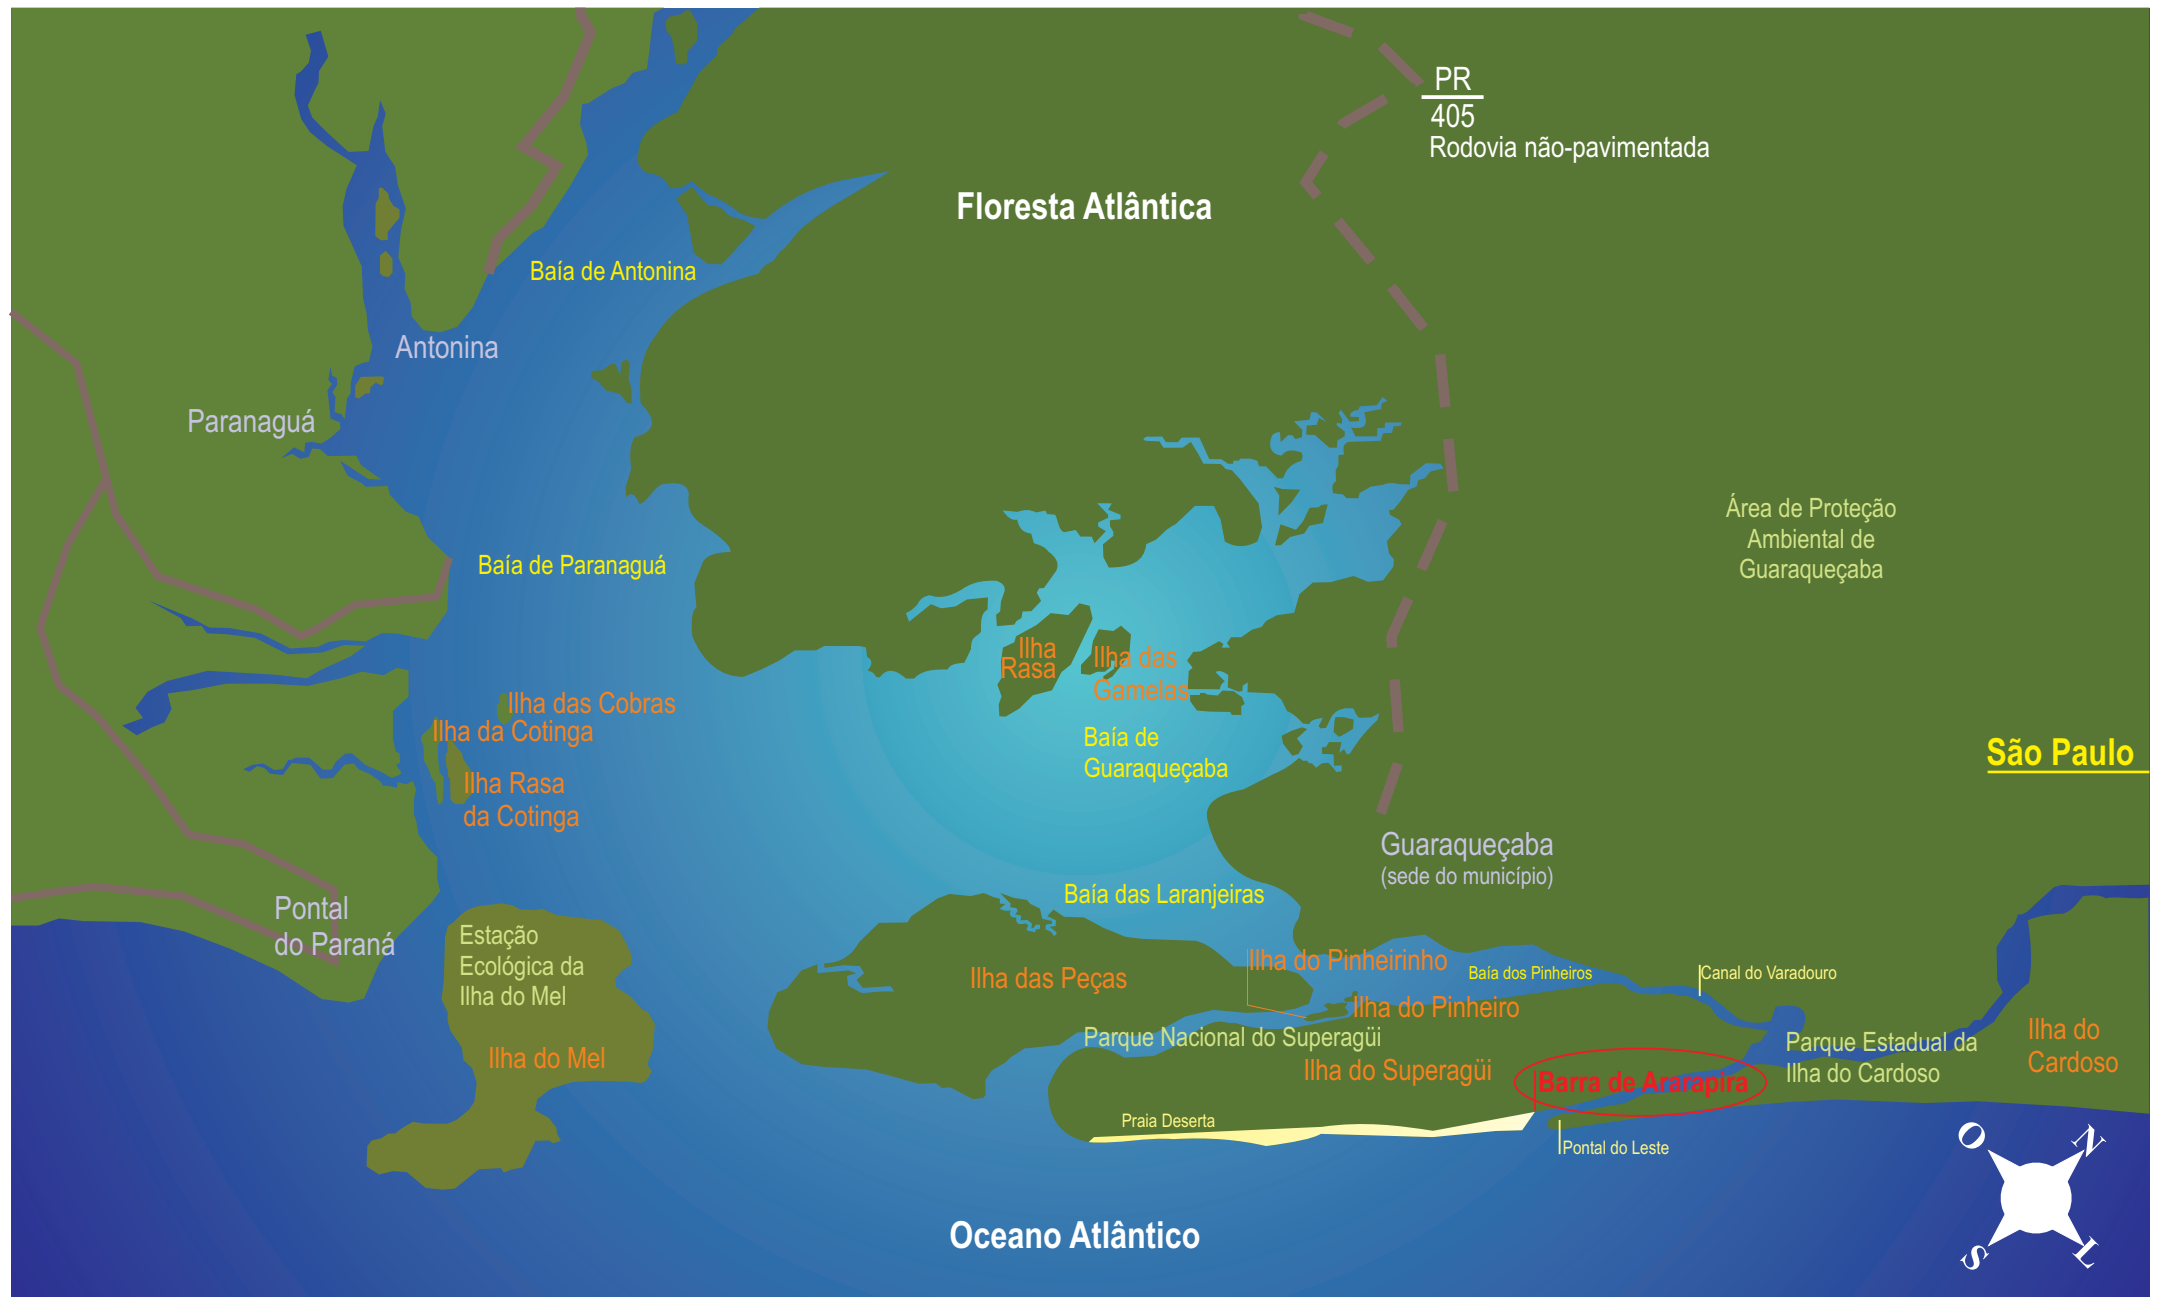 PR
405
Rodovia não-pavimentada
Floresta Atlântica
Baía de Antonina
Antonina
Paranaguá
Baía de Paranaguá
Área de Proteção
Ambiental de
Guaraqueçaba
Ilha
Rasa
Ilha das
Gamelas
Ilha das Cobras
Ilha da Cotinga
Baía de
Guaraqueçaba
São Paulo
Ilha Rasa
da Cotinga
Guaraqueçaba
(sede do município)
Baía das Laranjeiras
Pontal
do Paraná
Estação
Ecológica da
Ilha do Mel
Ilha do Mel
Ilha das Peças
Ilha do Pinheirinho
Baía dos Pinheiros
Canal do Varadouro
Ilha do Pinheiro
Parque Nacional do Superagüi
Ilha do Superagüi
Parque Estadual da
Ilha do Cardoso
Ilha do
Cardoso
Barra de Ararapira
Praia Deserta
Pontal do Leste
Oceano Atlântico
O
N
S
L